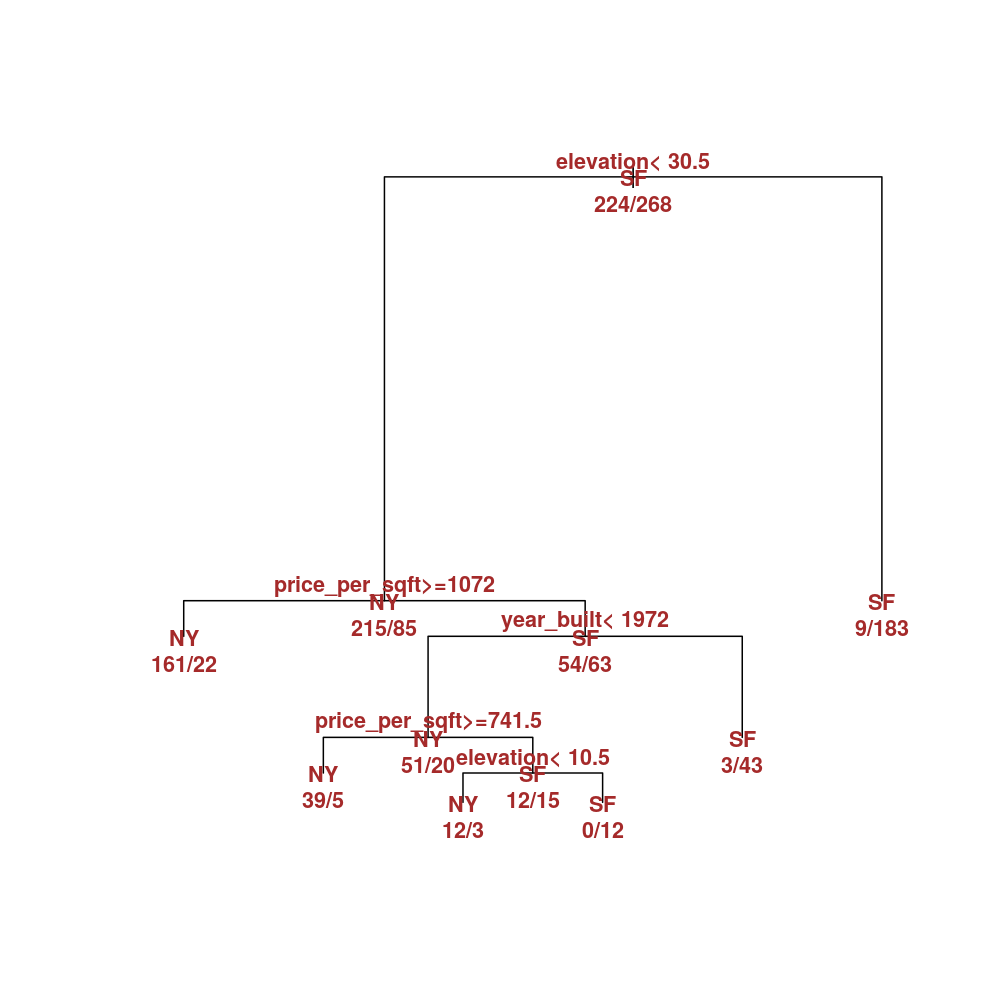 elevation< 30.5
SF
224/268
price_per_sqft>=1072
NY
215/85
SF
9/183
year_built< 1972
NY
161/22
SF
54/63
price_per_sqft>=741.5
NY
51/20
SF
3/43
elevation< 10.5
NY
39/5
SF
12/15
NY
12/3
SF
0/12